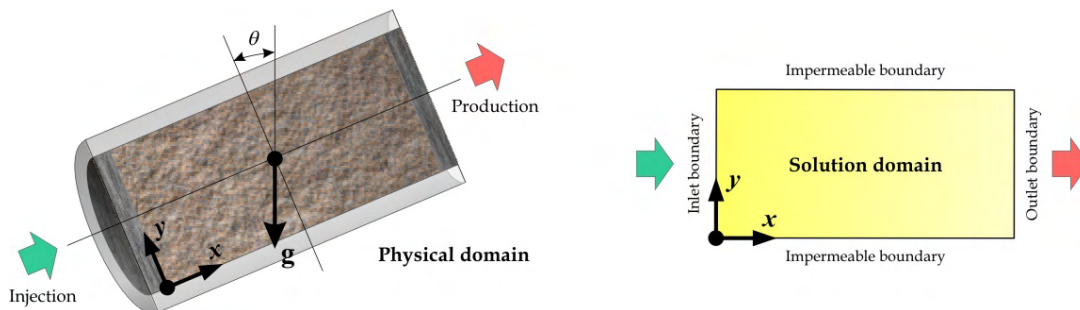 θ
Production
y
x
g
Physical domain
Injection
Impermeable boundary
Inlet boundary
Solution domain
Outlet boundary
y
x
Impermeable boundary